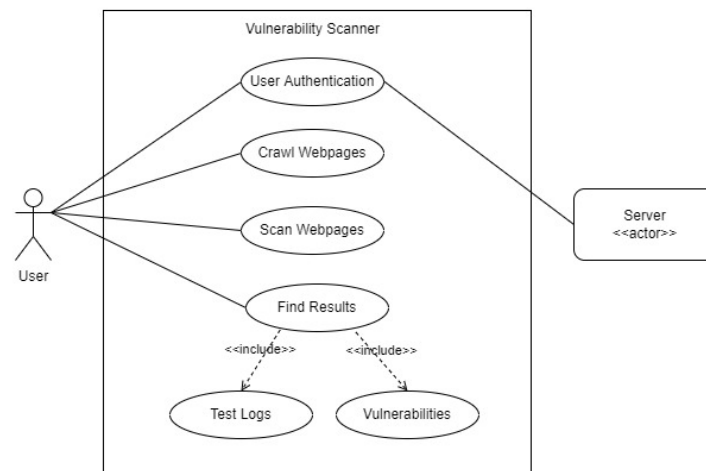 Vulnerability Scanner
User Authentication
Crawl Webpages
Scan Webpages
Server
<<actor>>
User
Find Results
<<include>>
<<include>>
Test Logs
Vulnerabilities